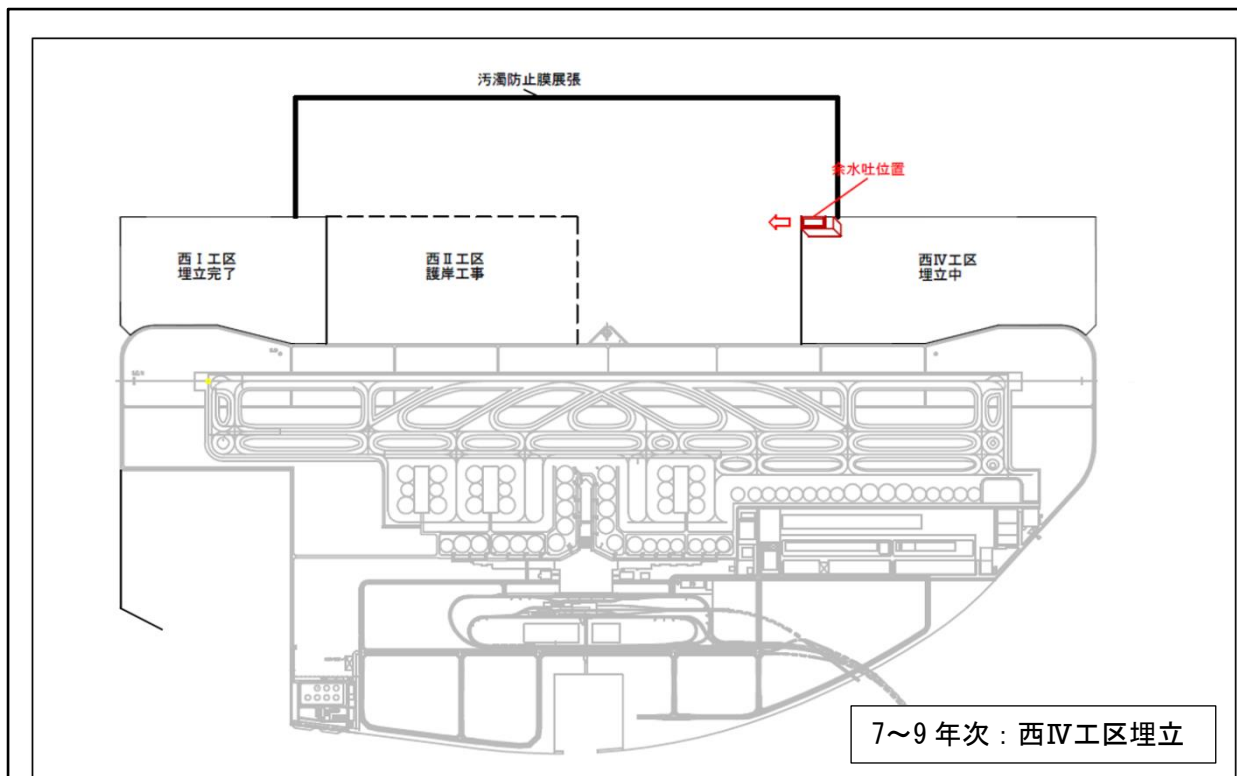 汚濁防止膜展張
余水吐位置
西Ⅰ工区
埋立完了
西Ⅱ工区
護岸工事
西Ⅳ工区
埋立中
7～9 年次：西Ⅳ工区埋立